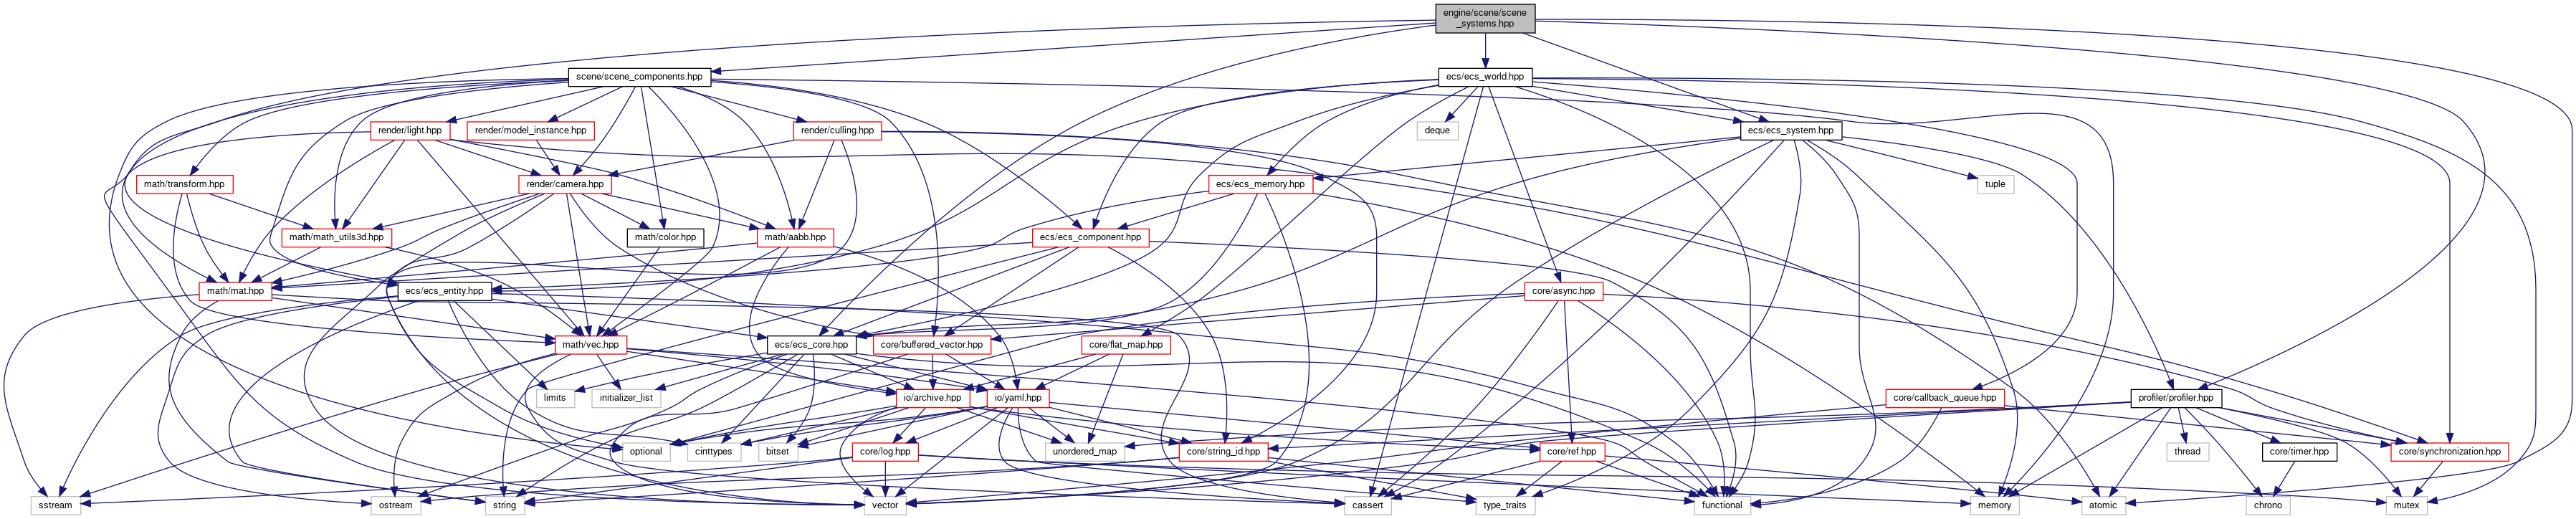 engine/scene/scene
_systems.hpp
scene/scene_components.hpp
ecs/ecs_world.hpp
render/light.hpp
render/model_instance.hpp
render/culling.hpp
deque
ecs/ecs_system.hpp
math/transform.hpp
render/camera.hpp
ecs/ecs_memory.hpp
tuple
math/math_utils3d.hpp
math/color.hpp
math/aabb.hpp
ecs/ecs_component.hpp
math/mat.hpp
ecs/ecs_entity.hpp
core/async.hpp
math/vec.hpp
ecs/ecs_core.hpp
core/buffered_vector.hpp
core/flat_map.hpp
limits
initializer_list
io/archive.hpp
io/yaml.hpp
core/callback_queue.hpp
profiler/profiler.hpp
optional
cinttypes
bitset
core/log.hpp
unordered_map
core/string_id.hpp
core/ref.hpp
thread
core/timer.hpp
core/synchronization.hpp
sstream
ostream
string
vector
cassert
type_traits
functional
memory
atomic
chrono
mutex